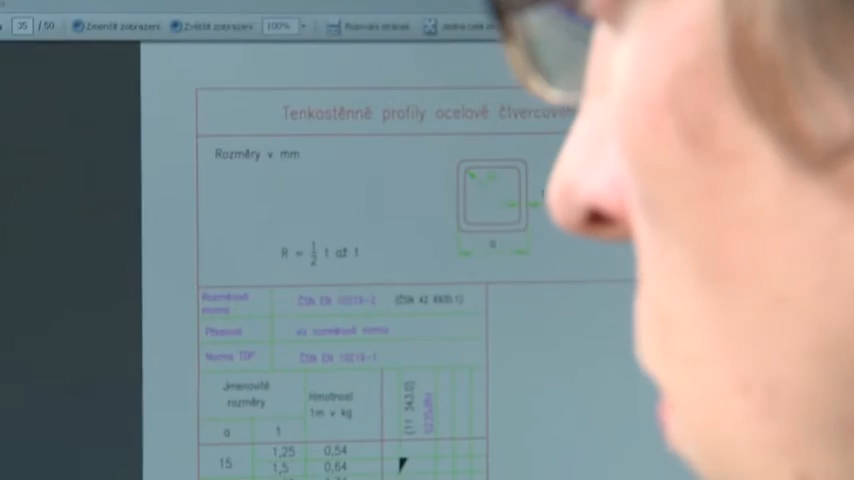 35 / 50 Zmenšit zobrazení Zvětšit zobrazení 100%
Tenkostěnné profily ocelové čtvercové
Rozměry v mm
t
a
R = 1/2 t až t
Rozměrová norma ČSN EN 10219-2 (ČSN 42 6935.1)
Přesnost viz rozměrová norma
Norma TDP ČSN EN 10219-1
Jmenovité rozměry
Hmotnost 1m v kg
(11 343.0)
S235JRH
a t
15 1,25 0,54
1,5 0,64